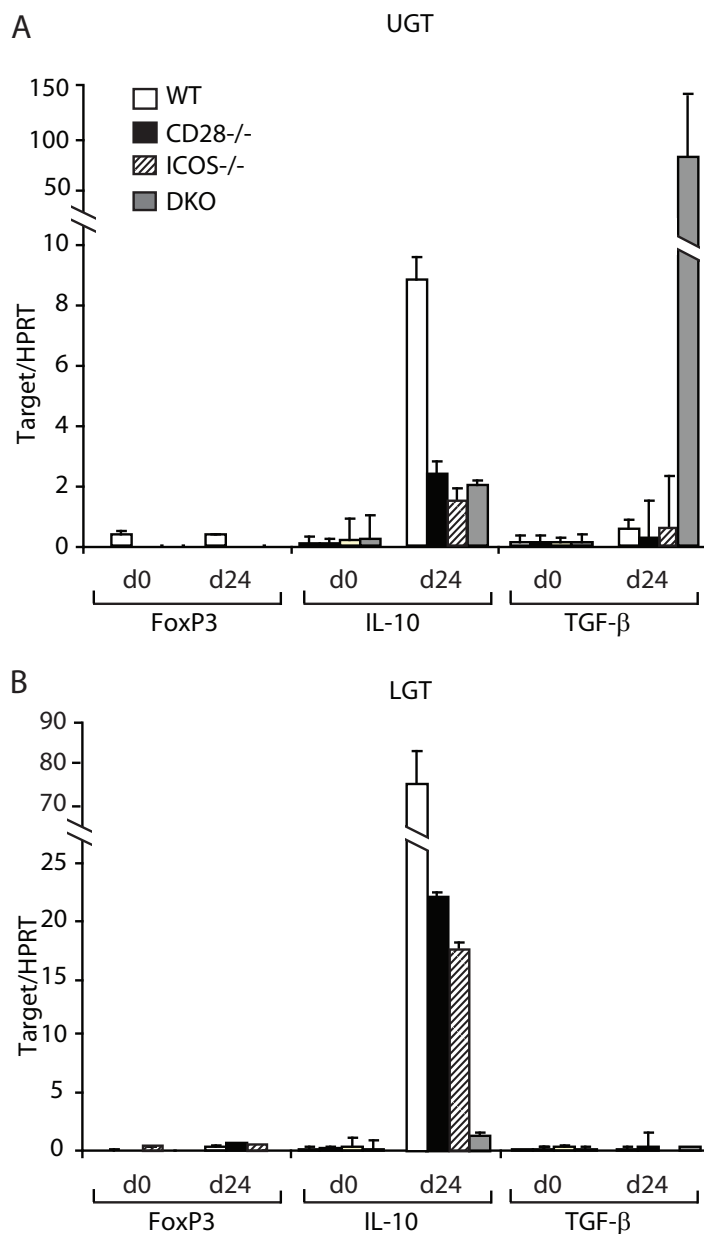 A
UGT
150
100
50
10
8
6
4
2
0
Target/HPRT
WT
CD28-/-
ICOS-/-
DKO
d0 d24 d0 d24 d0 d24
FoxP3 IL-10 TGF-β
B
LGT
90
80
70
25
20
15
10
5
0
Target/HPRT
d0 d24 d0 d24 d0 d24
FoxP3 IL-10 TGF-β